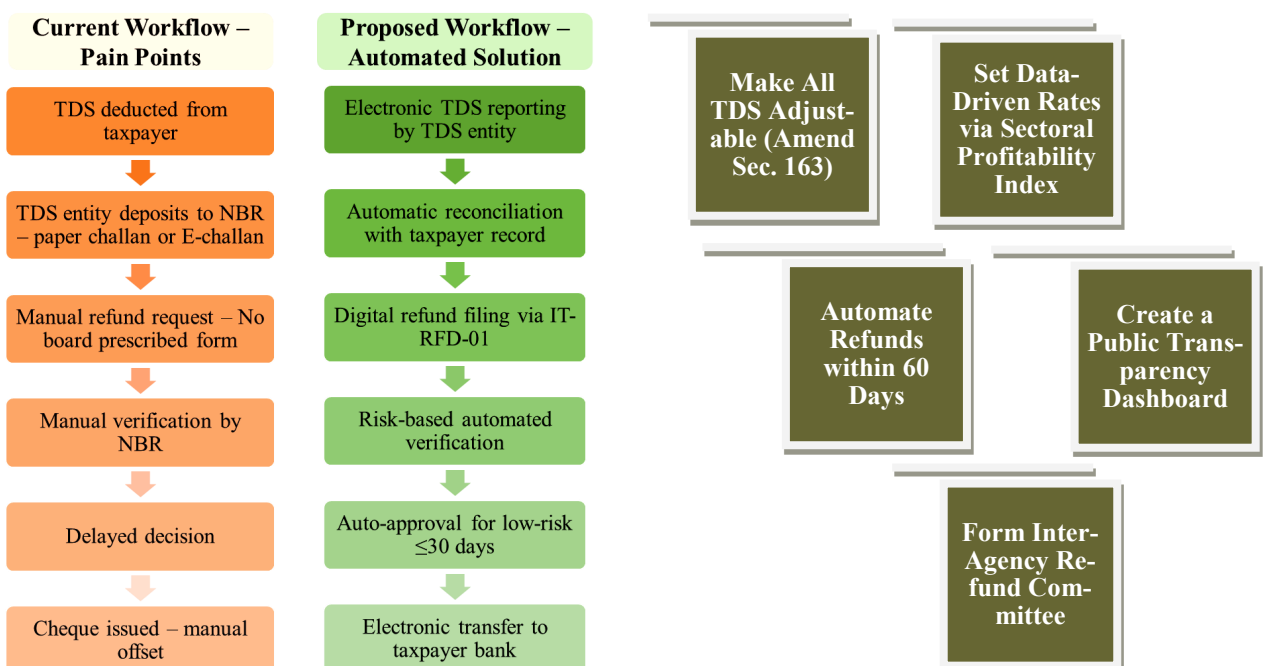 Current Workflow –
Pain Points
TDS deducted from
taxpayer
TDS entity deposits to NBR
– paper challan or E-challan
Manual refund request – No
board prescribed form
Manual verification by
NBR
Delayed decision
Cheque issued – manual
offset
Proposed Workflow –
Automated Solution
Electronic TDS reporting
by TDS entity
Automatic reconciliation
with taxpayer record
Digital refund filing via IT-
RFD-01
Risk-based automated
verification
Auto-approval for low-risk
≤30 days
Electronic transfer to
taxpayer bank
Make All
TDS Adjust-
able (Amend
Sec. 163)
Set Data-
Driven Rates
via Sectoral
Profitability
Index
Automate
Refunds
within 60
Days
Create a
Public Trans-
parency
Dashboard
Form Inter-
Agency Re-
fund Com-
mittee